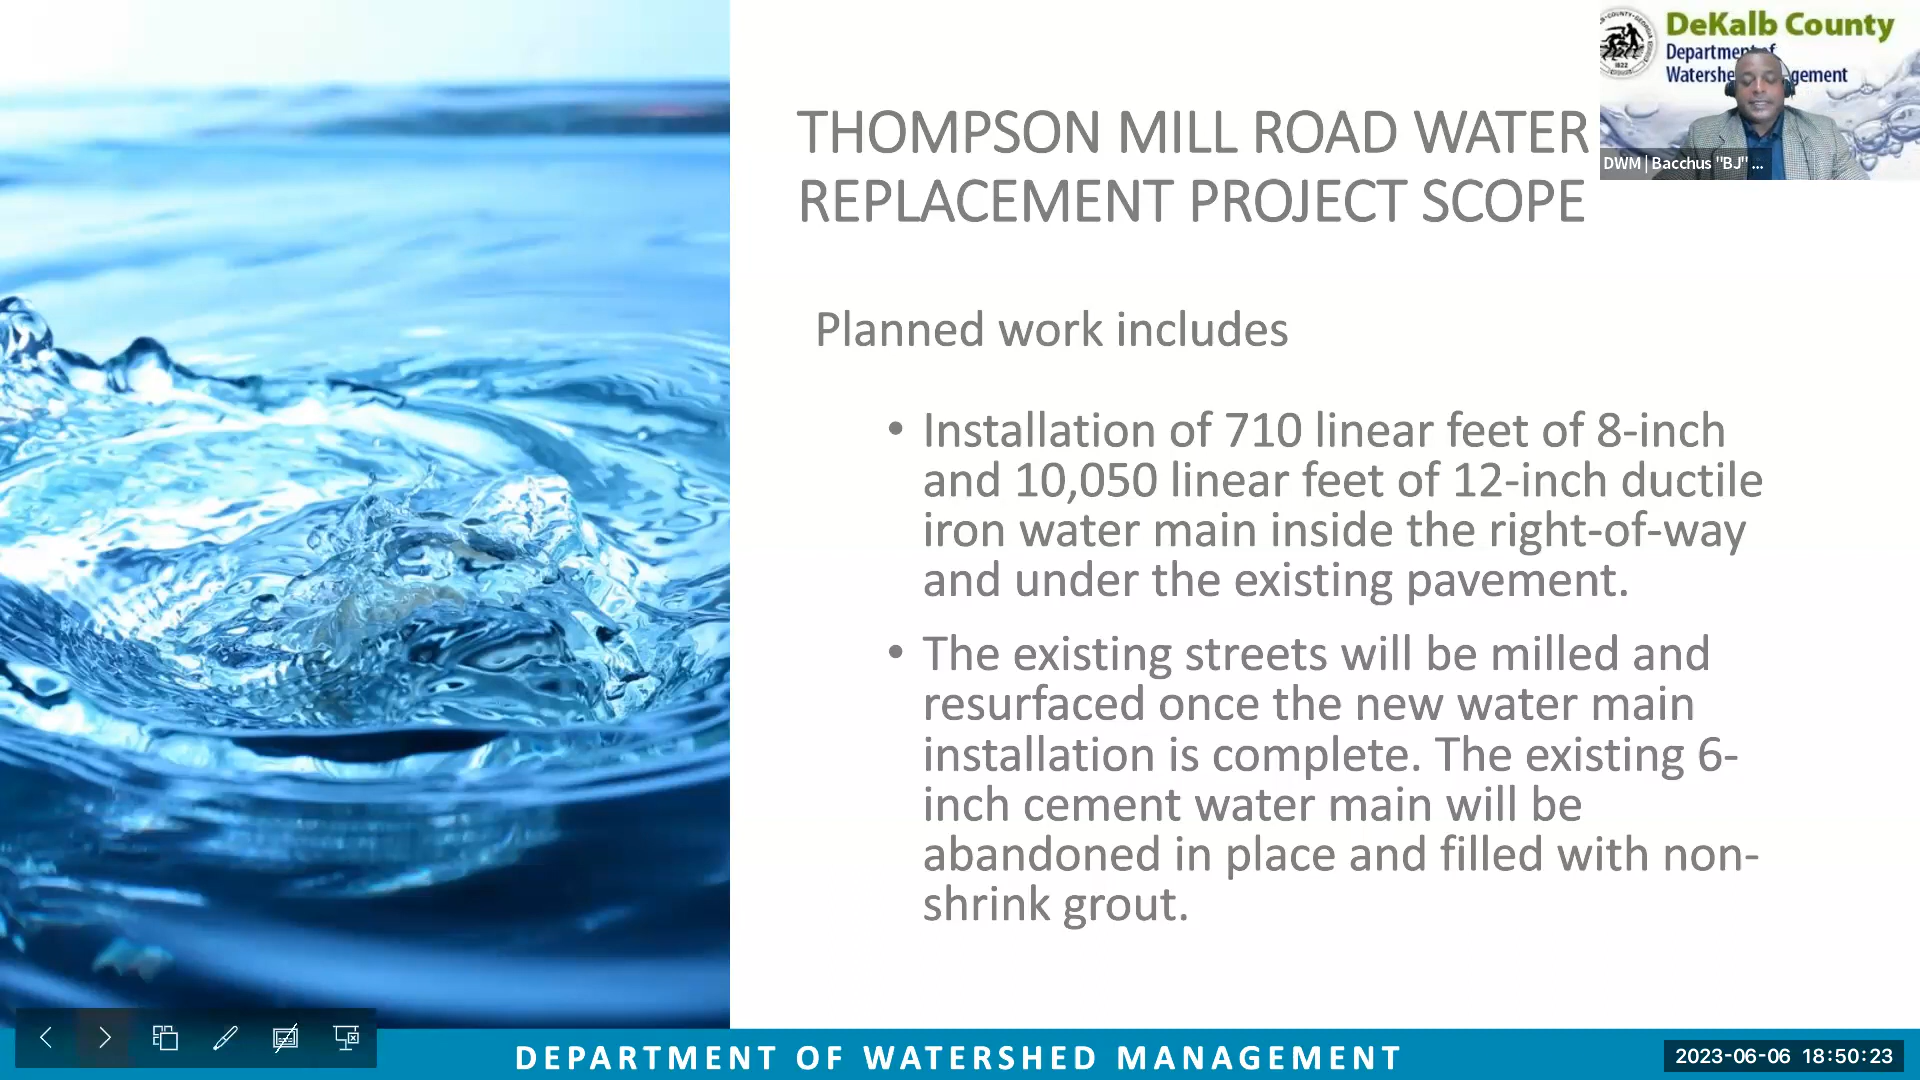 DeKalb County
Department of
Watershe gement
DWM | Bacchus "BJ" ...
THOMPSON MILL ROAD WATER
REPLACEMENT PROJECT SCOPE
Planned work includes
• Installation of 710 linear feet of 8-inch
and 10,050 linear feet of 12-inch ductile
iron water main inside the right-of-way
and under the existing pavement.
• The existing streets will be milled and
resurfaced once the new water main
installation is complete. The existing 6-
inch cement water main will be
abandoned in place and filled with non-
shrink grout.
DEPARTMENT OF WATERSHED MANAGEMENT
2023-06-06 18:50:23